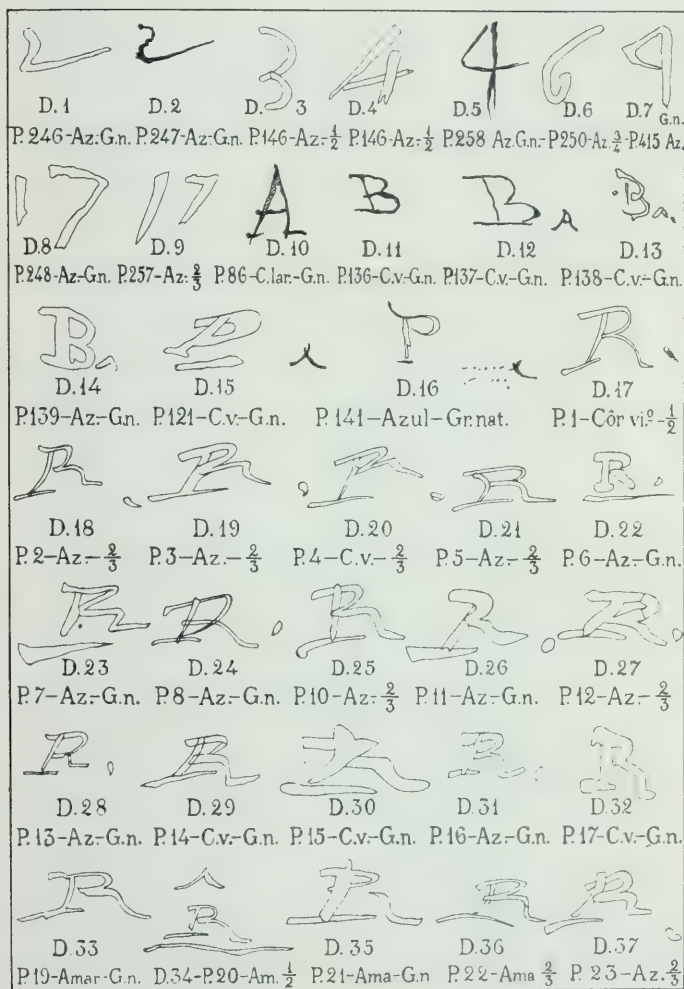 2 2 3 4 4 6 9
D.1 D.2 D. 3 D.4 D.5 D.6 D.7 G.n.
P.246-Az:G.n. P.247-Az-G.n. P.146-Az:-½ P.146-Az:-½ P.258 Az.G.n.-P.250-Az.¾-P.415 Az.
17 17 A B B A B
D.8 D.9 D.10 D.11 D.12 D.13
P.248-Az-G.n. P.257-Az:⅔ P.86-C.lar.-G.n. P.136-C.v.-G.n. P.137-C.v.-G.n. P.138-C.v.-G.n.
B P P R
D.14 D.15 D.16 D.17
P.139-Az.-G.n. P.121-C.v.-G.n. P.141-Azul-Gr.nat. P.1-Côr vi.º-½
R R R R R
D.18 D.19 D.20 D.21 D.22
P.2-Az.-⅔ P.3-Az.-⅔ P.4-C.v.-⅔ P.5-Az.-⅔ P.6-Az.-G.n.
R R R R R
D.23 D.24 D.25 D.26 D.27
P.7-Az.-G.n. P.8-Az.-G.n. P.10-Az:-⅔ P.11-Az.-G.n. P.12-Az.-⅔
R R R R R
D.28 D.29 D.30 D.31 D.32
P.13-Az-G.n. P.14-C.v.-G.n. P.15-C.v.-G.n. P.16-Az.-G.n. P.17-C.v.-G.n.
R R R R R
D.33 D.35 D.36 D.37
P.19-Amar-G.n. D.34-P.20-Am.½ P.21-Ama-G.n P.22-Ama ⅔ P.23-Az.⅔